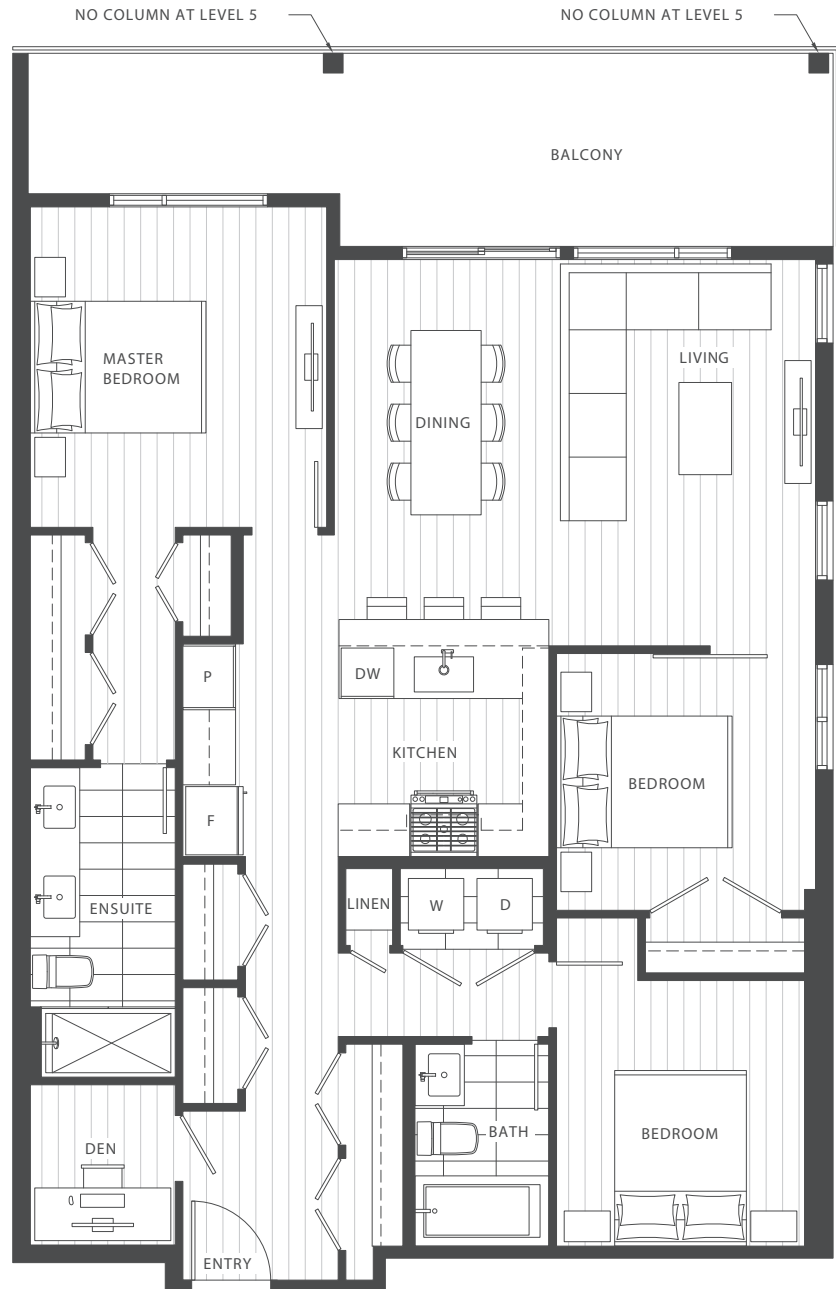 NO COLUMN AT LEVEL 5
NO COLUMN AT LEVEL 5
BALCONY
MASTER
BEDROOM
LIVING
DINING
P
DW
KITCHEN
BEDROOM
F
LINEN
W
D
ENSUITE
BATH
BEDROOM
DEN
ENTRY